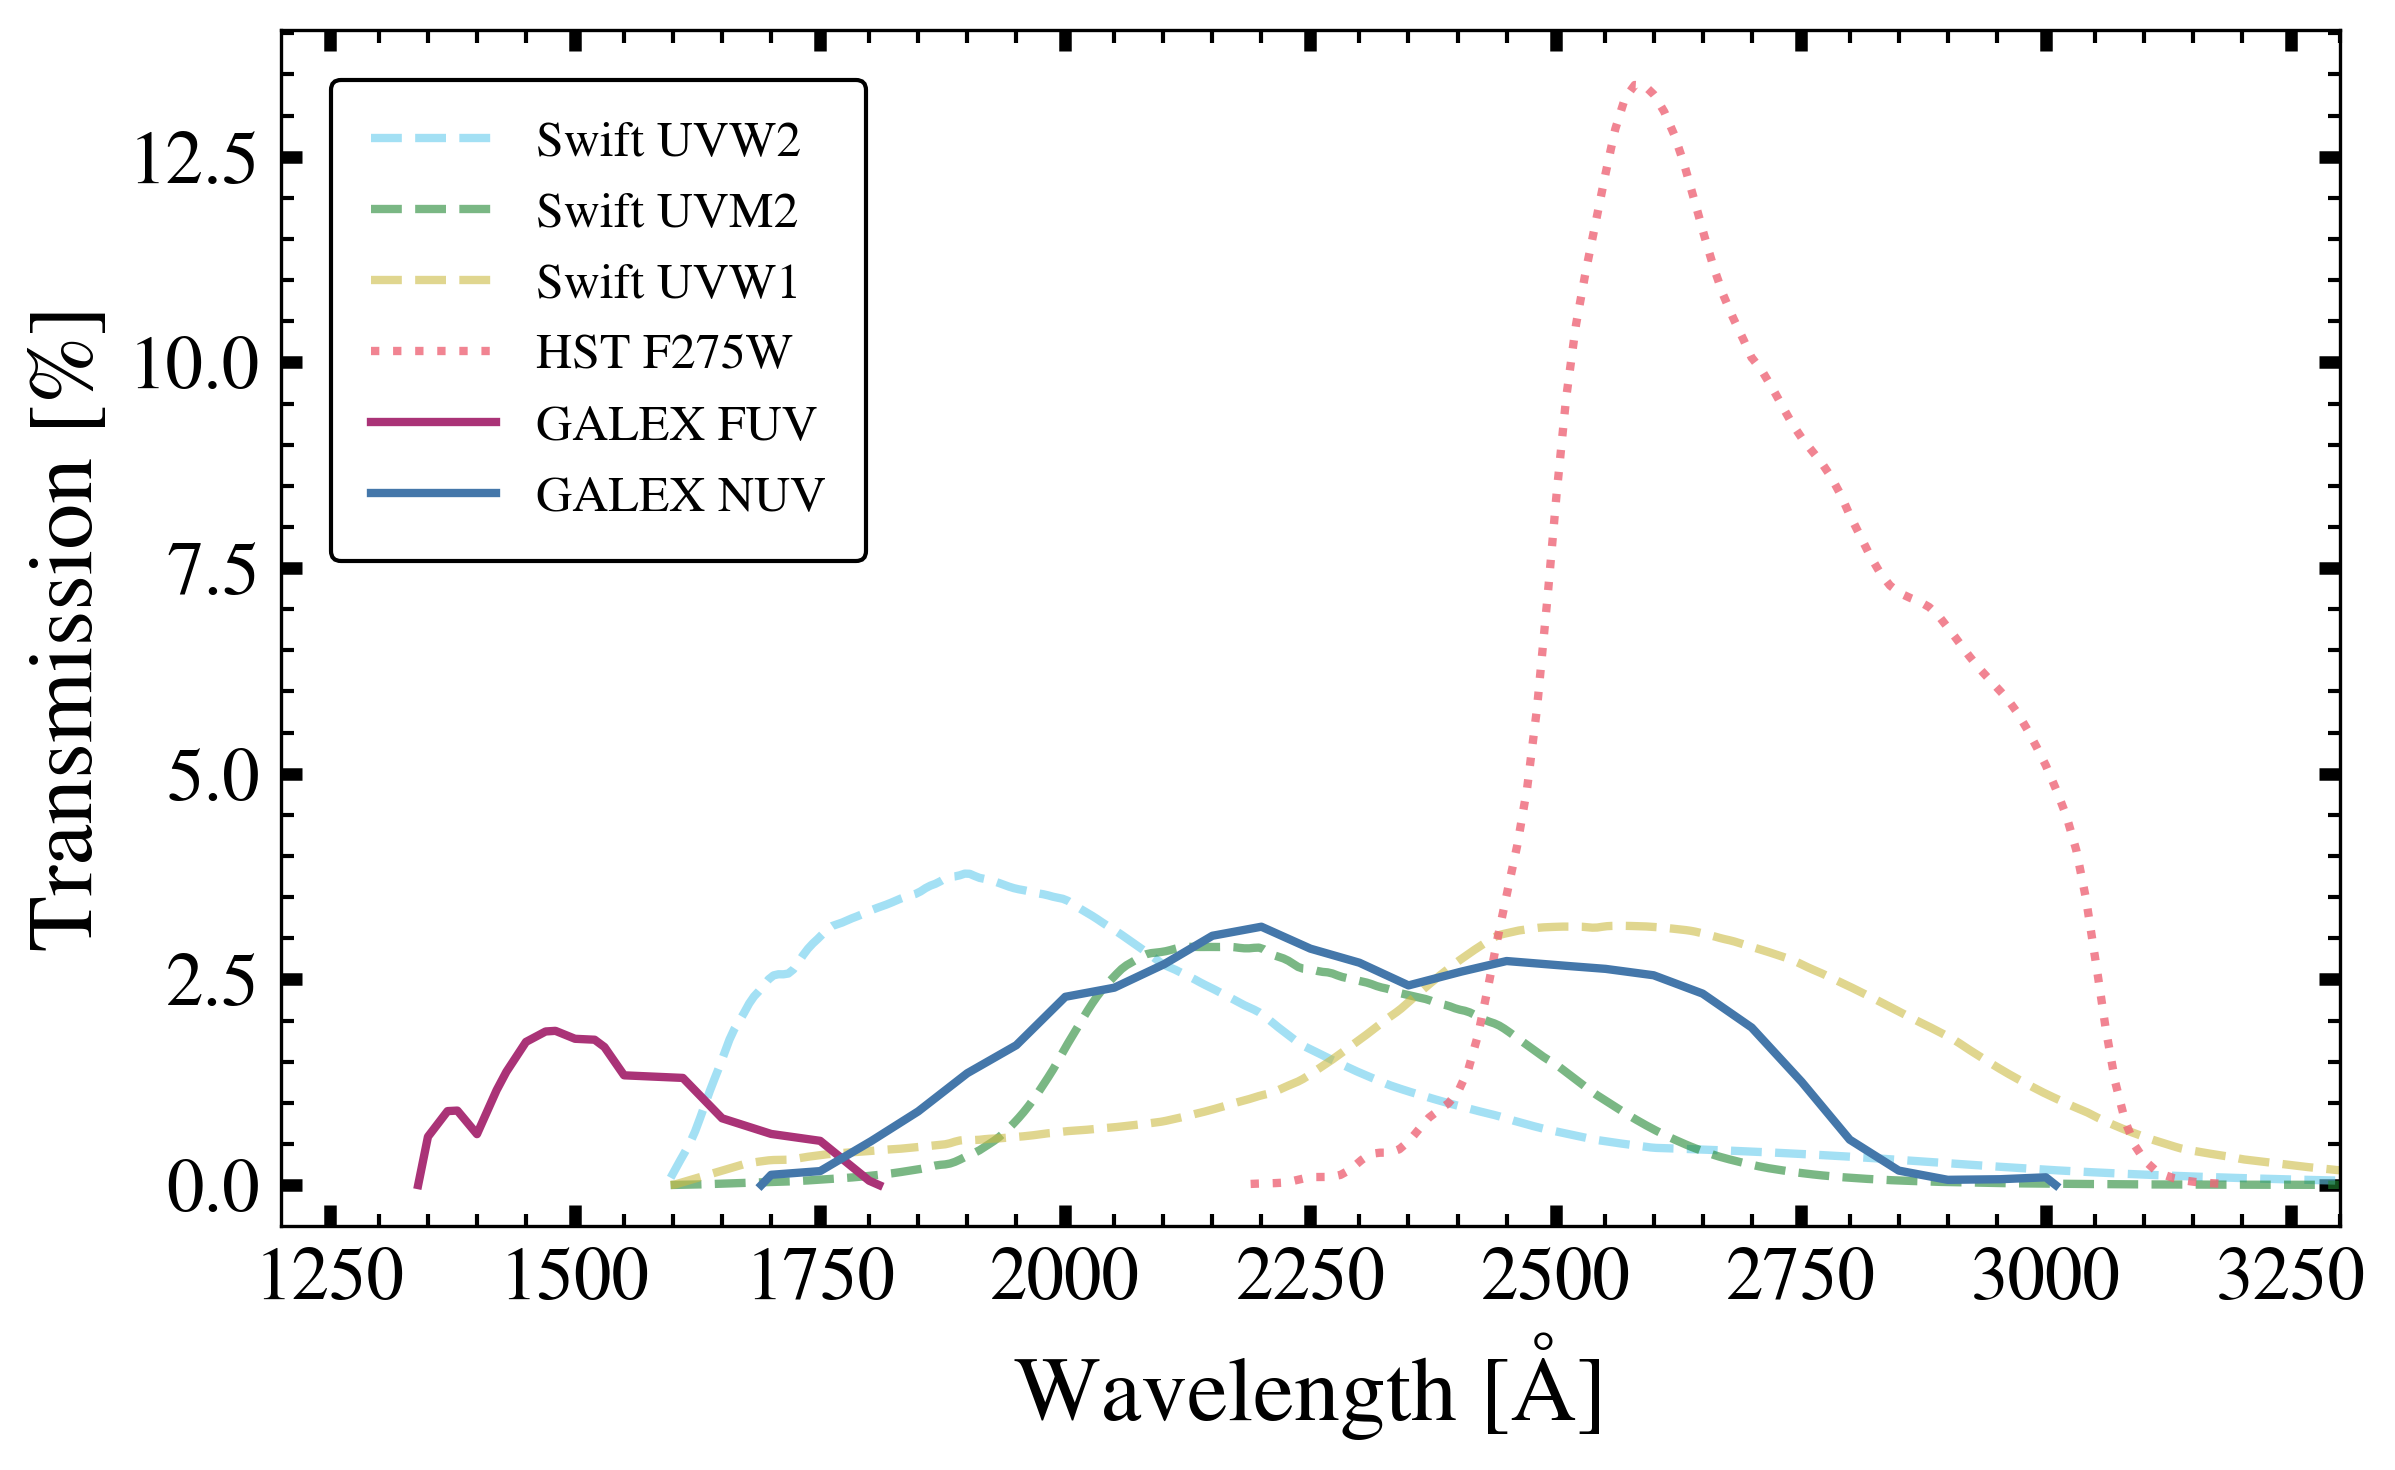 Swift UVW2
Swift UVM2
Swift UVW1
HST F275W
GALEX FUV
GALEX NUV
Transmission [%]
12.5
10.0
7.5
5.0
2.5
0.0
1250 1500 1750 2000 2250 2500 2750 3000 3250
Wavelength [Å]